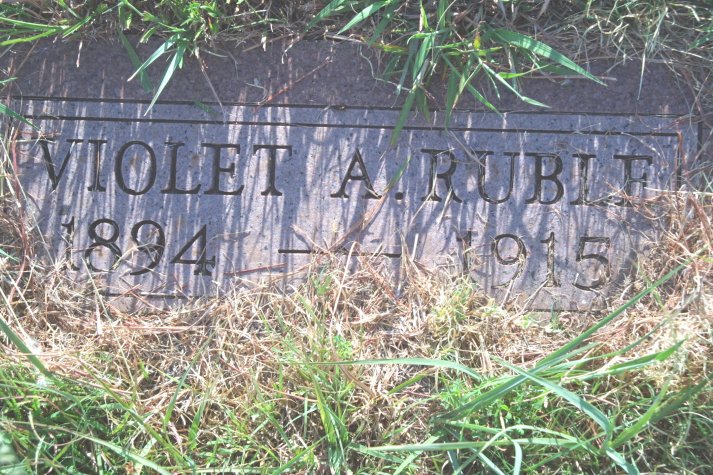 VIOLET A. RUBLE
1894 — 1915